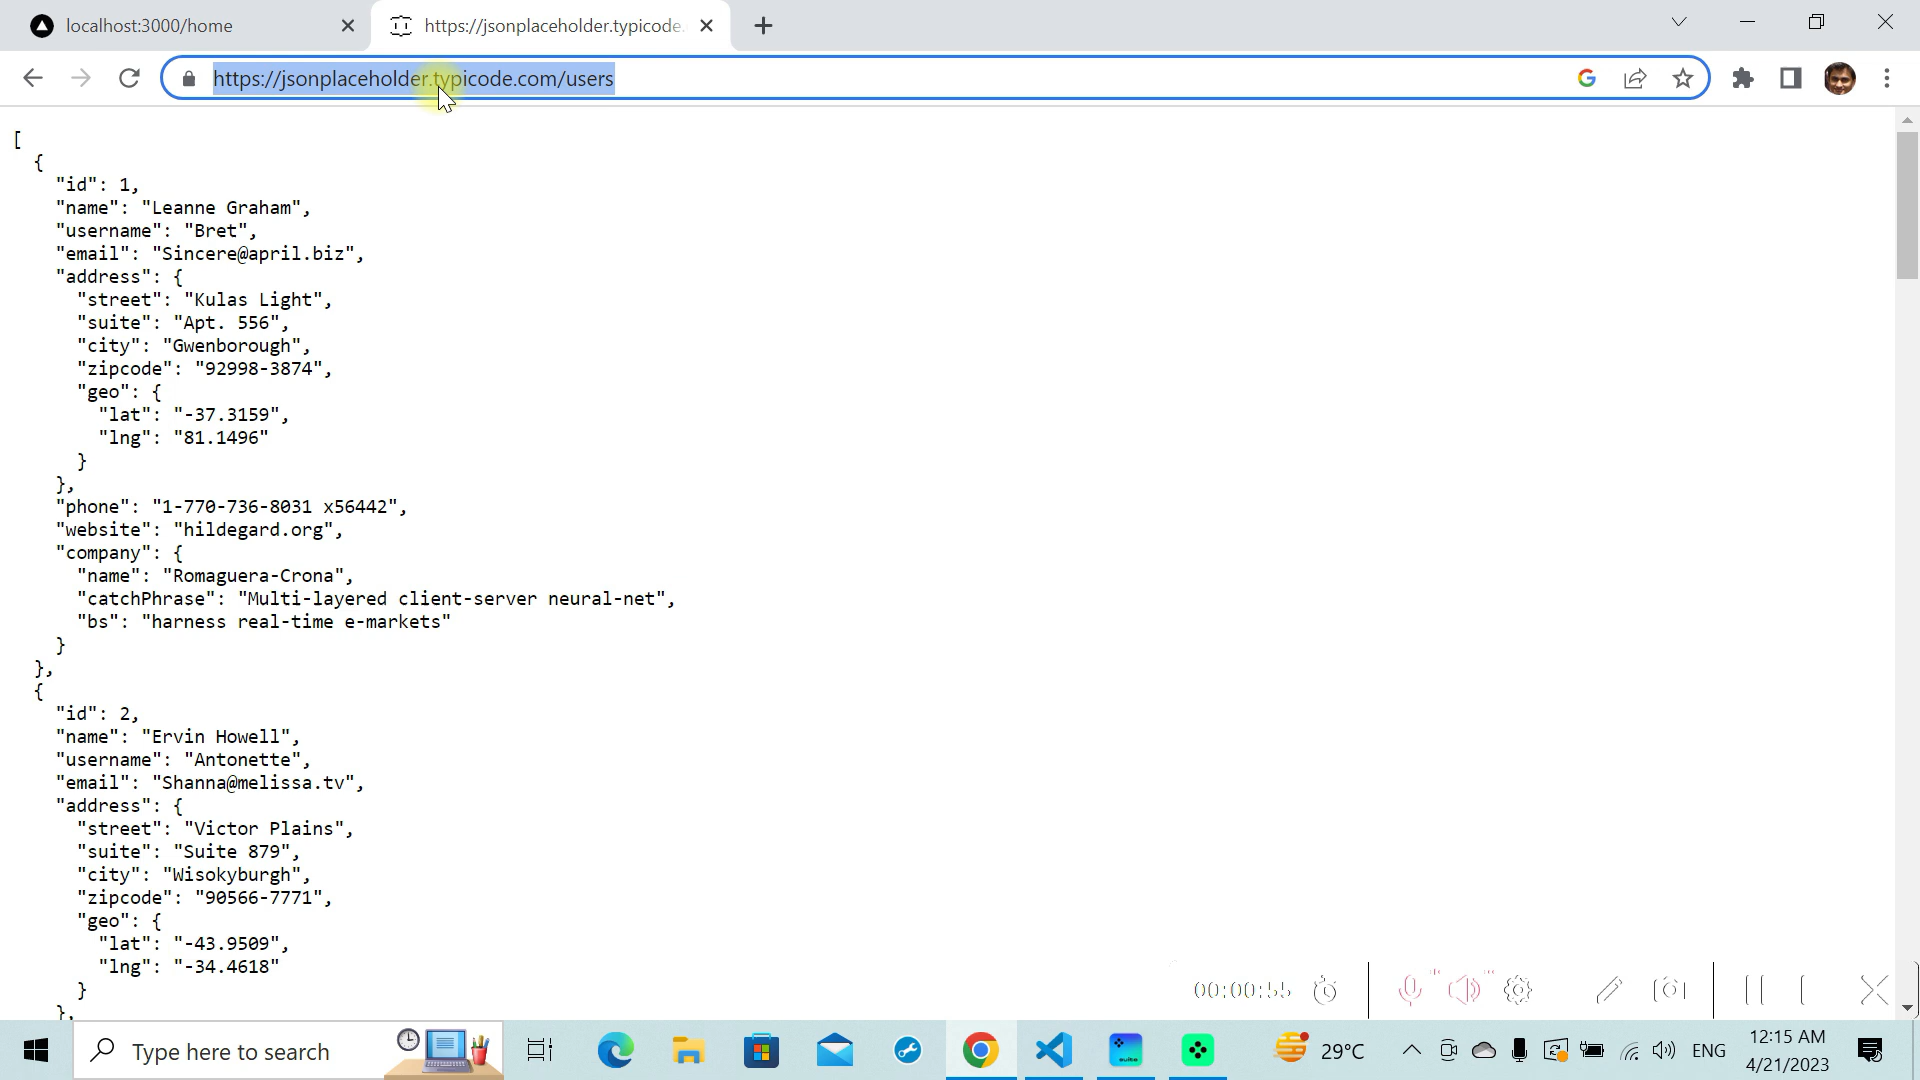 localhost:3000/home
https://jsonplaceholder.typicode.
https://jsonplaceholder.typicode.com/users
[
{
"id": 1,
"name": "Leanne Graham",
"username": "Bret",
"email": "Sincere@april.biz",
"address": {
"street": "Kulas Light",
"suite": "Apt. 556",
"city": "Gwenborough",
"zipcode": "92998-3874",
"geo": {
"lat": "-37.3159",
"lng": "81.1496"
}
},
"phone": "1-770-736-8031 x56442",
"website": "hildegard.org",
"company": {
"name": "Romaguera-Crona",
"catchPhrase": "Multi-layered client-server neural-net",
"bs": "harness real-time e-markets"
}
},
{
"id": 2,
"name": "Ervin Howell",
"username": "Antonette",
"email": "Shanna@melissa.tv",
"address": {
"street": "Victor Plains",
"suite": "Suite 879",
"city": "Wisokyburgh",
"zipcode": "90566-7771",
"geo": {
"lat": "-43.9509",
"lng": "-34.4618"
}
},
00:00:55
Type here to search
suite
29°C
ENG
12:15 AM
4/21/2023